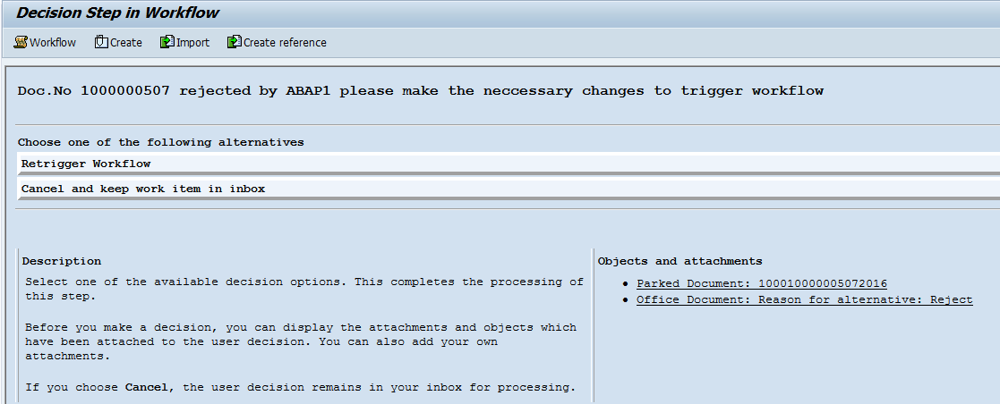 Decision Step in Workflow
Workflow Create Import Create reference
Doc.No 1000000507 rejected by ABAP1 please make the neccessary changes to trigger workflow
Choose one of the following alternatives
Retrigger Workflow
Cancel and keep work item in inbox
Description
Select one of the available decision options. This completes the processing of
this step.
Before you make a decision, you can display the attachments and objects which
have been attached to the user decision. You can also add your own
attachments.
If you choose Cancel, the user decision remains in your inbox for processing.
Objects and attachments
• Parked Document: 100010000005072016
• Office Document: Reason for alternative: Reject